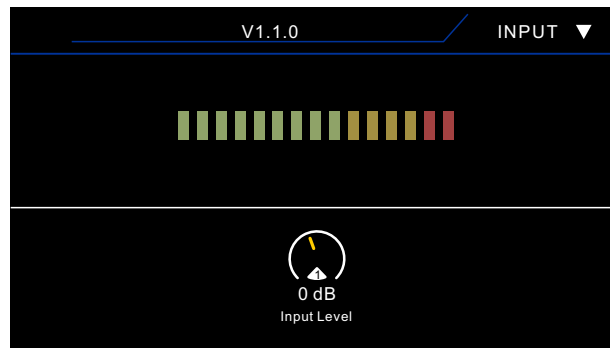 V1.1.0
INPUT ▼
1
0 dB
Input Level